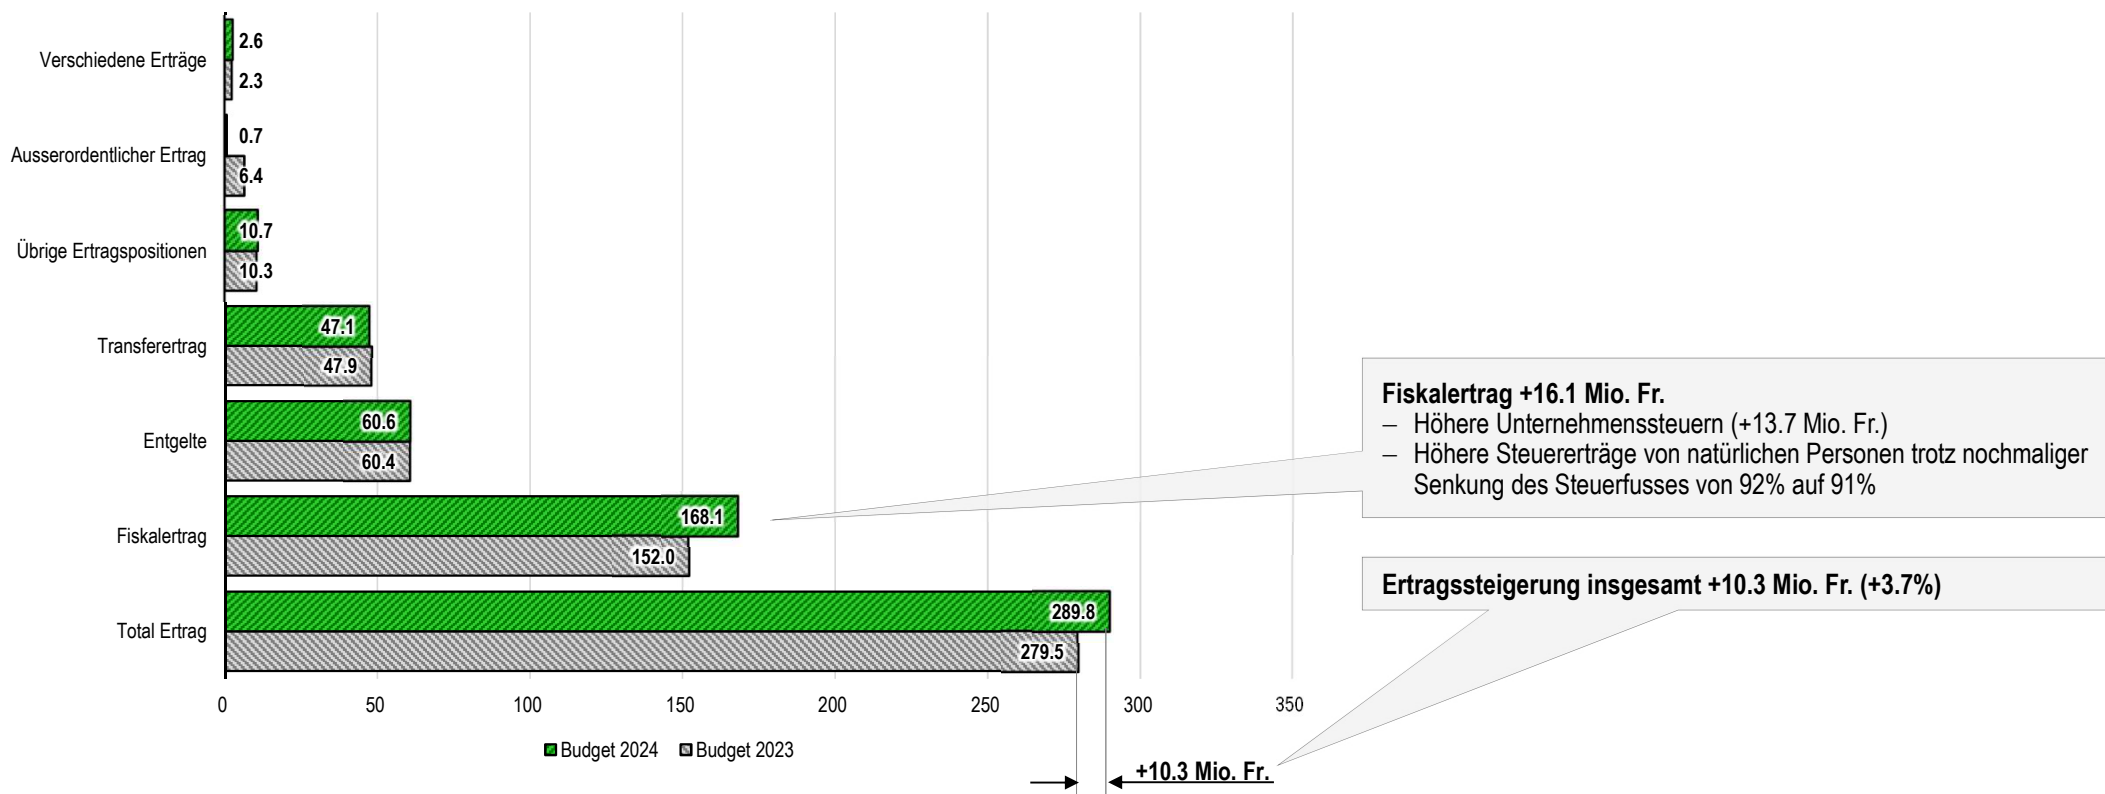 Verschiedene Erträge
2.6
2.3
Ausserordentlicher Ertrag
0.7
6.4
Übrige Ertragspositionen
10.7
10.3
Transferertrag
47.1
47.9
Entgelte
60.6
60.4
Fiskalertrag
168.1
152.0
Total Ertrag
289.8
279.5
0 50 100 150 200 250 300 350
Budget 2024 Budget 2023
+10.3 Mio. Fr.
Fiskalertrag +16.1 Mio. Fr.
– Höhere Unternehmenssteuern (+13.7 Mio. Fr.)
– Höhere Steuererträge von natürlichen Personen trotz nochmaliger
Senkung des Steuerfusses von 92% auf 91%
Ertragssteigerung insgesamt +10.3 Mio. Fr. (+3.7%)